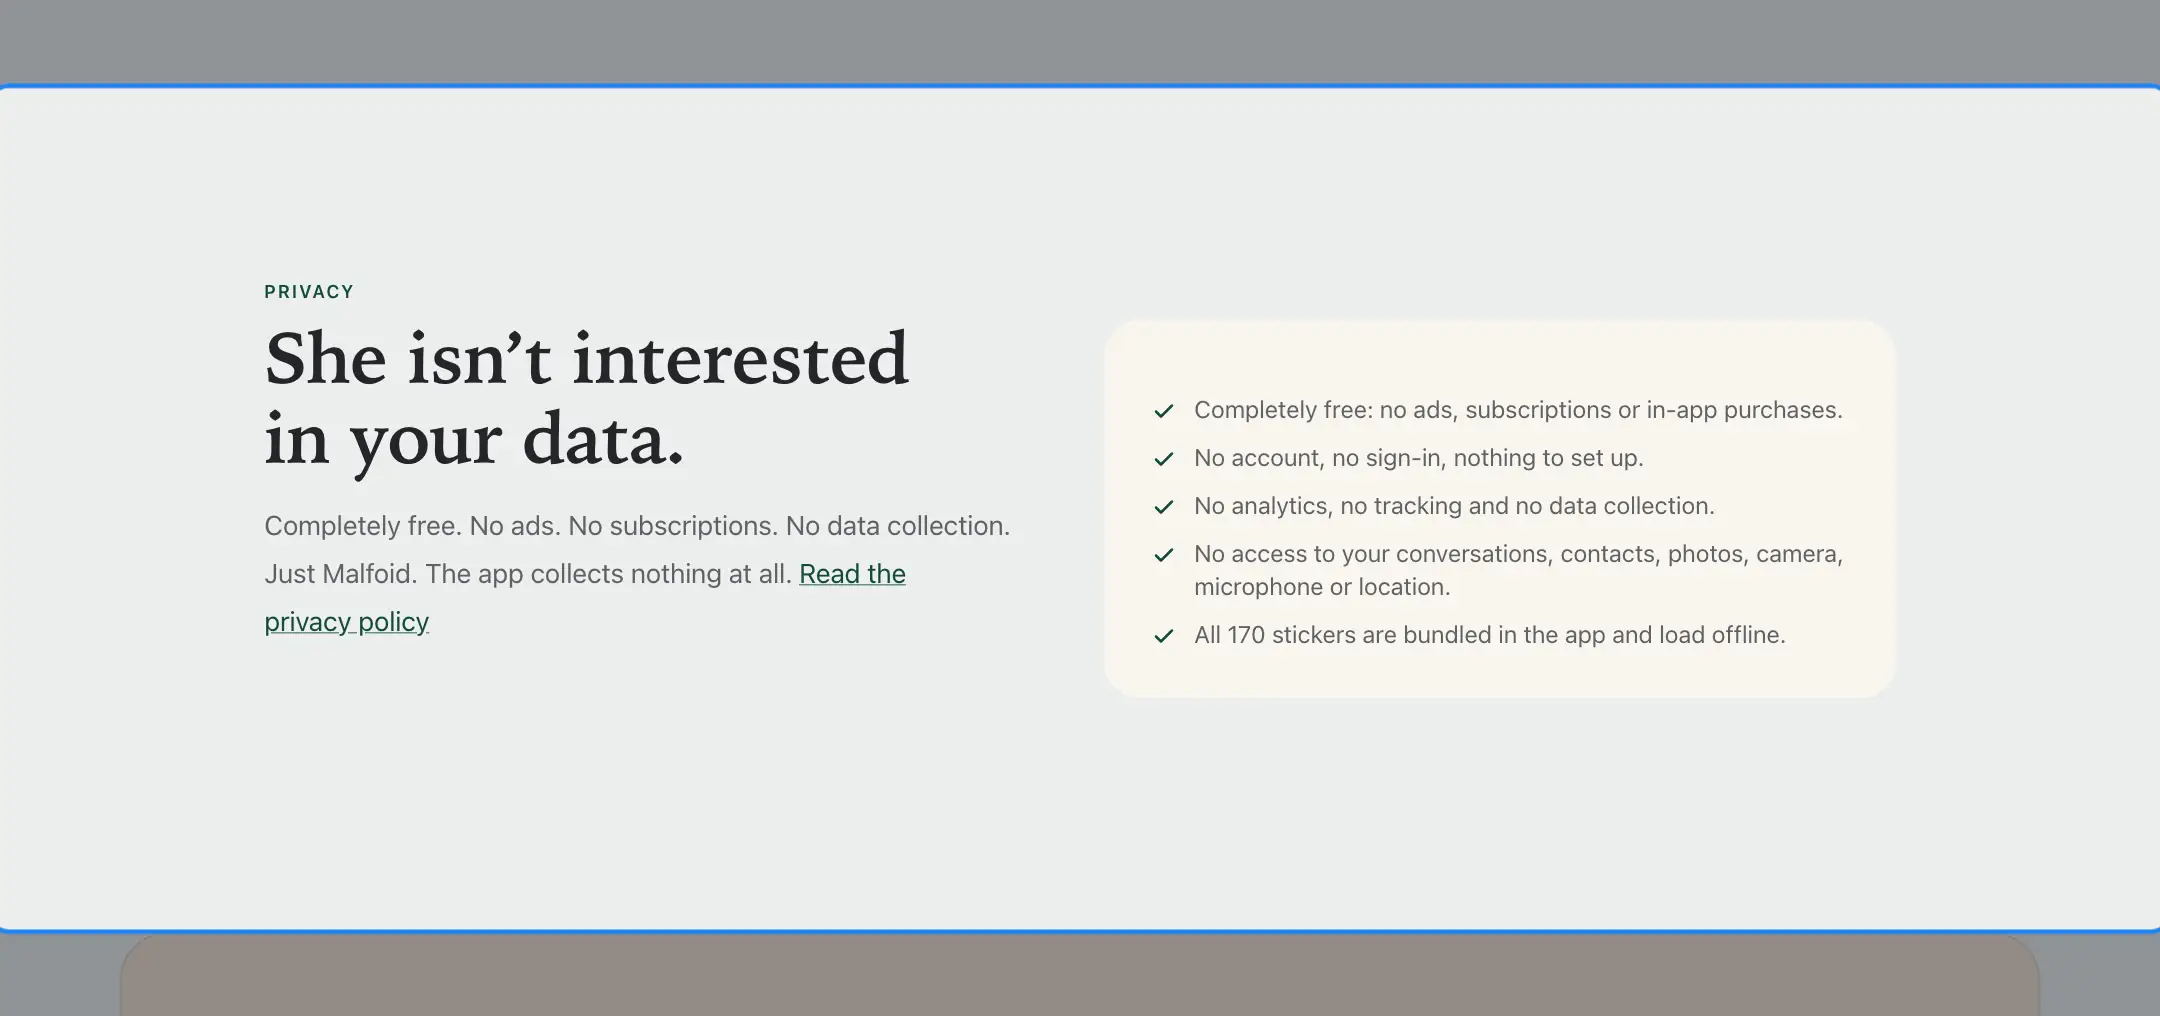 PRIVACY
She isn’t interested
in your data.
Completely free. No ads. No subscriptions. No data collection.
Just Malfoid. The app collects nothing at all. Read the
privacy policy
Completely free: no ads, subscriptions or in-app purchases.
No account, no sign-in, nothing to set up.
No analytics, no tracking and no data collection.
No access to your conversations, contacts, photos, camera,
microphone or location.
All 170 stickers are bundled in the app and load offline.